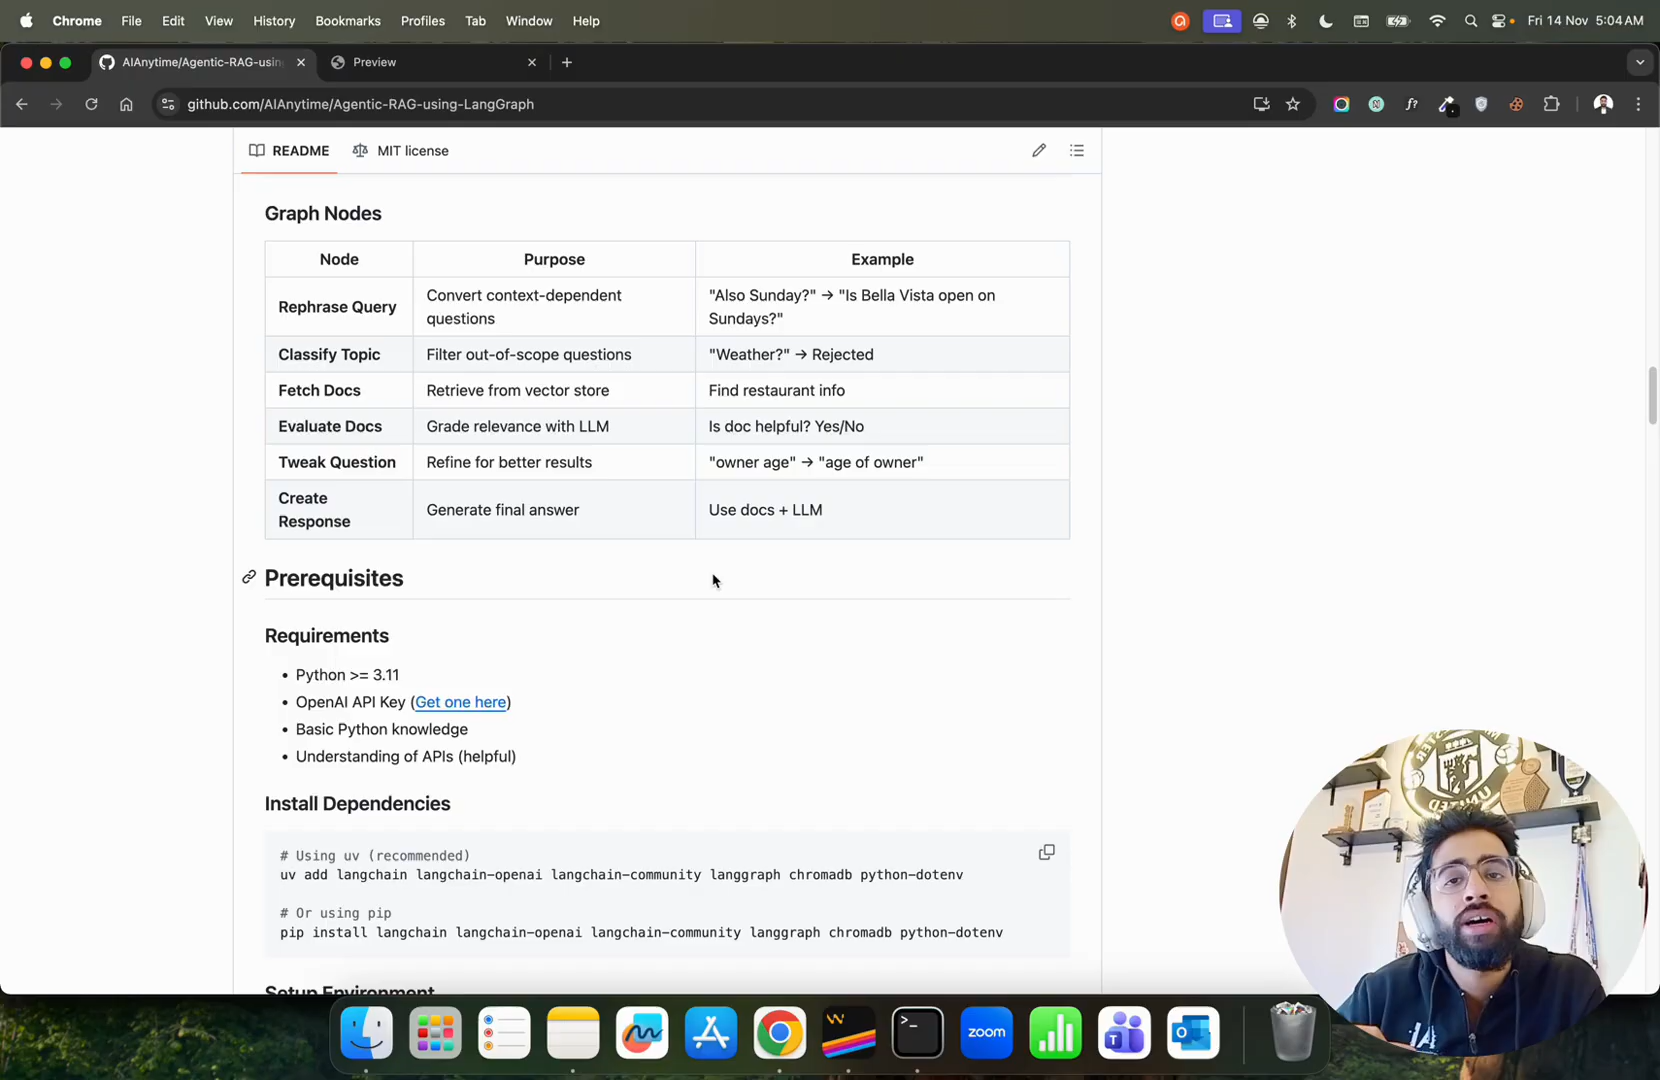 Chrome File Edit View History Bookmarks Profiles Tab Window Help Fri 14 Nov 5:04 AM
AIAnytime/Agentic-RAG-using Preview
github.com/AIAnytime/Agentic-RAG-using-LangGraph
README MIT license
Graph Nodes
Node Purpose Example
Rephrase Query Convert context-dependent questions "Also Sunday?" → "Is Bella Vista open on Sundays?"
Classify Topic Filter out-of-scope questions "Weather?" → Rejected
Fetch Docs Retrieve from vector store Find restaurant info
Evaluate Docs Grade relevance with LLM Is doc helpful? Yes/No
Tweak Question Refine for better results "owner age" → "age of owner"
Create Response Generate final answer Use docs + LLM
Prerequisites
Requirements
• Python >= 3.11
• OpenAI API Key (Get one here)
• Basic Python knowledge
• Understanding of APIs (helpful)
Install Dependencies
# Using uv (recommended)
uv add langchain langchain-openai langchain-community langgraph chromadb python-dotenv
# Or using pip
pip install langchain langchain-openai langchain-community langgraph chromadb python-dotenv
Setup Environment
zoom